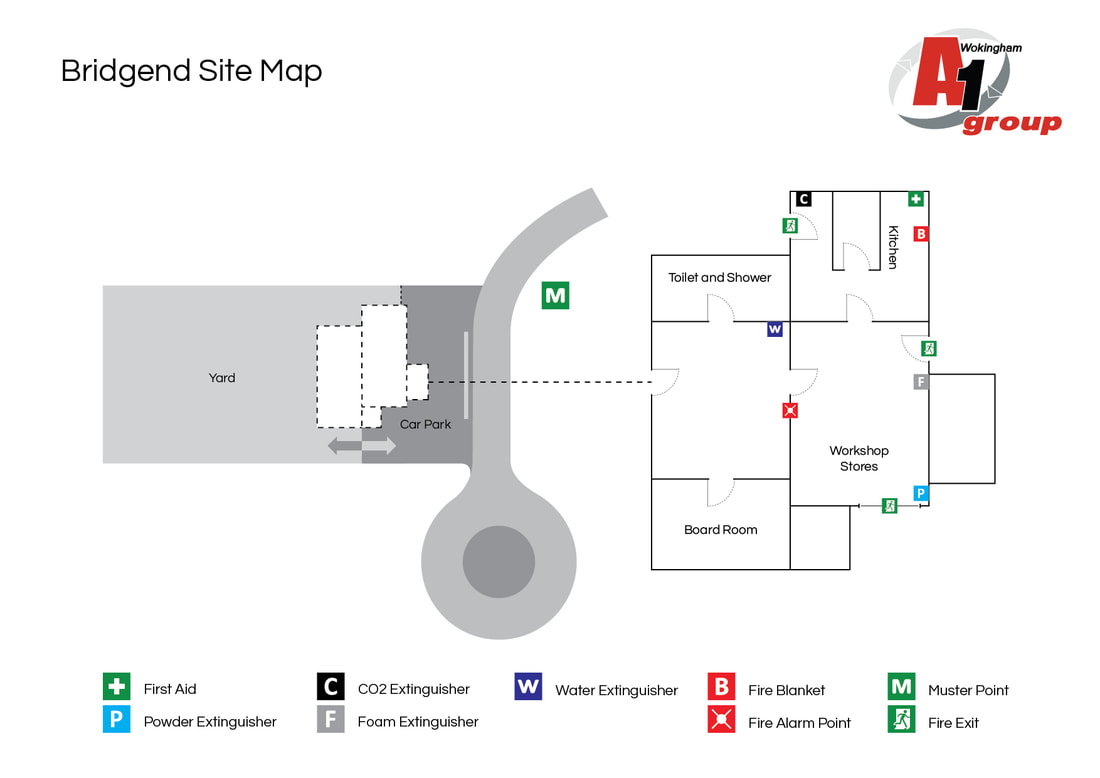 Bridgend Site Map
A1
Wokingham
group
C
B
Kitchen
Toilet and Shower
M
W
F
Yard
Car Park
Workshop
Stores
P
Board Room
First Aid
C
CO2 Extinguisher
W
Water Extinguisher
B
Fire Blanket
M
Muster Point
P
Powder Extinguisher
F
Foam Extinguisher
Fire Alarm Point
Fire Exit